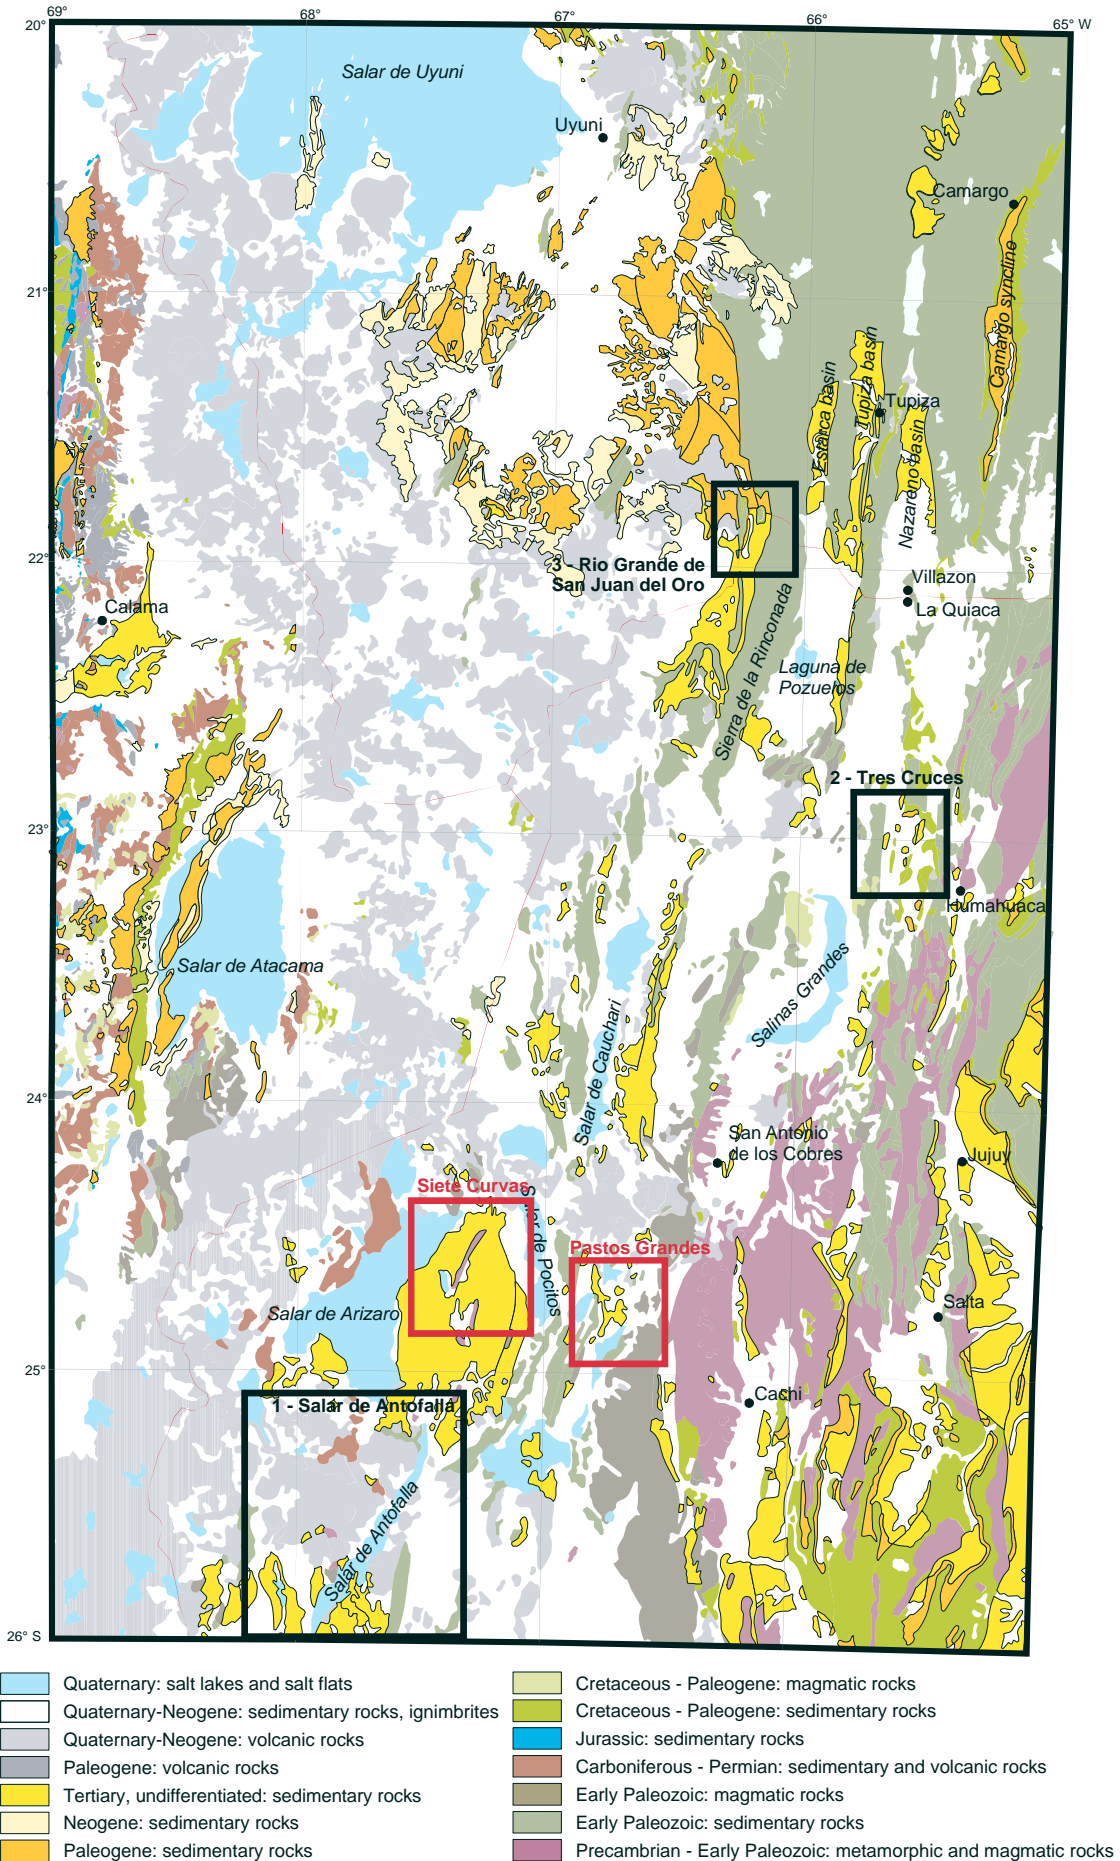 69°
68°
67°
66°
65° W
20°
Salar de Uyuni
Uyuni
Camargo
Camargo syncline
21°
Estatica basin
Tupiza basin
Tupiza
Nazareno basin
22°
3 - Rio Grande de
San Juan del Oro
Villazon
La Quiaca
Calama
Sierra de la Rinconada
Laguna de
Pozuelos
2 - Tres Cruces
23°
Humahuaca
Salar de Atacama
Salinas Grandes
Salar de Cauchari
24°
San Antonio
de los Cobres
Jujuy
Siete Curvas
Salar de Pocitos
Pastos Grandes
Salar de Arizaro
Salta
25°
1 - Salar de Antofalla
Cachi
Salar de Antofalla
26° S
Quaternary: salt lakes and salt flats
Quaternary-Neogene: sedimentary rocks, ignimbrites
Quaternary-Neogene: volcanic rocks
Paleogene: volcanic rocks
Tertiary, undifferentiated: sedimentary rocks
Neogene: sedimentary rocks
Paleogene: sedimentary rocks
Cretaceous - Paleogene: magmatic rocks
Cretaceous - Paleogene: sedimentary rocks
Jurassic: sedimentary rocks
Carboniferous - Permian: sedimentary and volcanic rocks
Early Paleozoic: magmatic rocks
Early Paleozoic: sedimentary rocks
Precambrian - Early Paleozoic: metamorphic and magmatic rocks